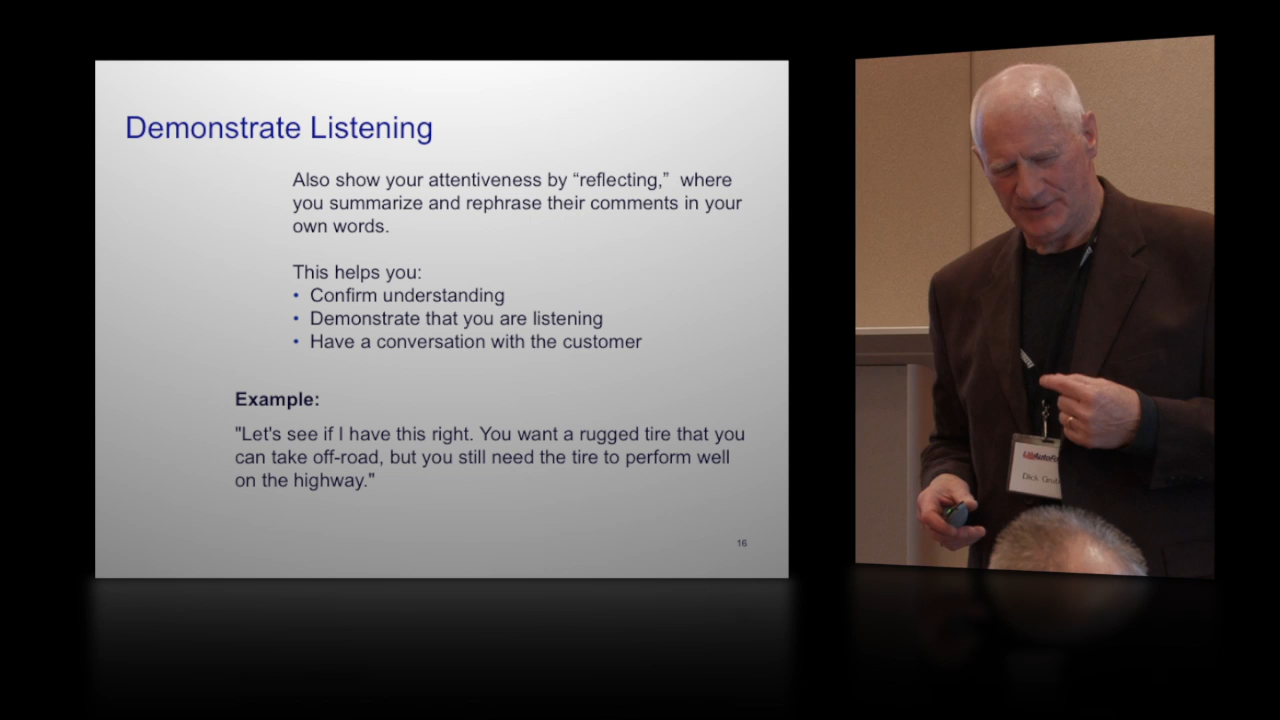 Demonstrate Listening
Also show your attentiveness by “reflecting,” where
you summarize and rephrase their comments in your
own words.
This helps you:
• Confirm understanding
• Demonstrate that you are listening
• Have a conversation with the customer
Example:
"Let's see if I have this right. You want a rugged tire that you
can take off-road, but you still need the tire to perform well
on the highway."
16
Dick